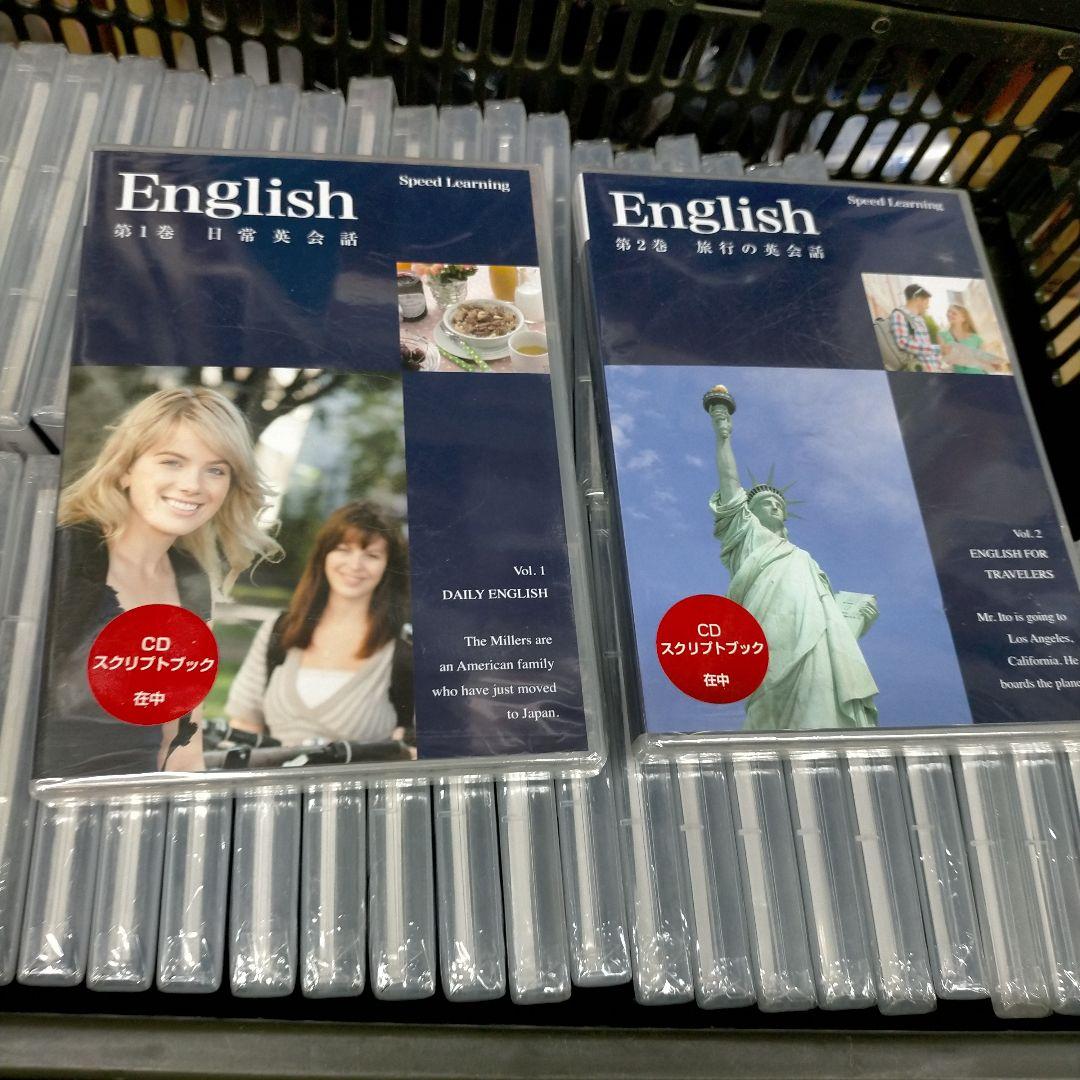 English
Speed Learning
第1巻 日常英会話
Vol. 1
DAILY ENGLISH
The Millers are
an American family
who have just moved
to Japan.
CD
スクリプトブック
在中
English
Speed Learning
第2巻 旅行の英会話
Vol. 2
ENGLISH FOR
TRAVELERS
Mr. Ito is going to
Los Angeles,
California. He
boards the plane
CD
スクリプトブック
在中